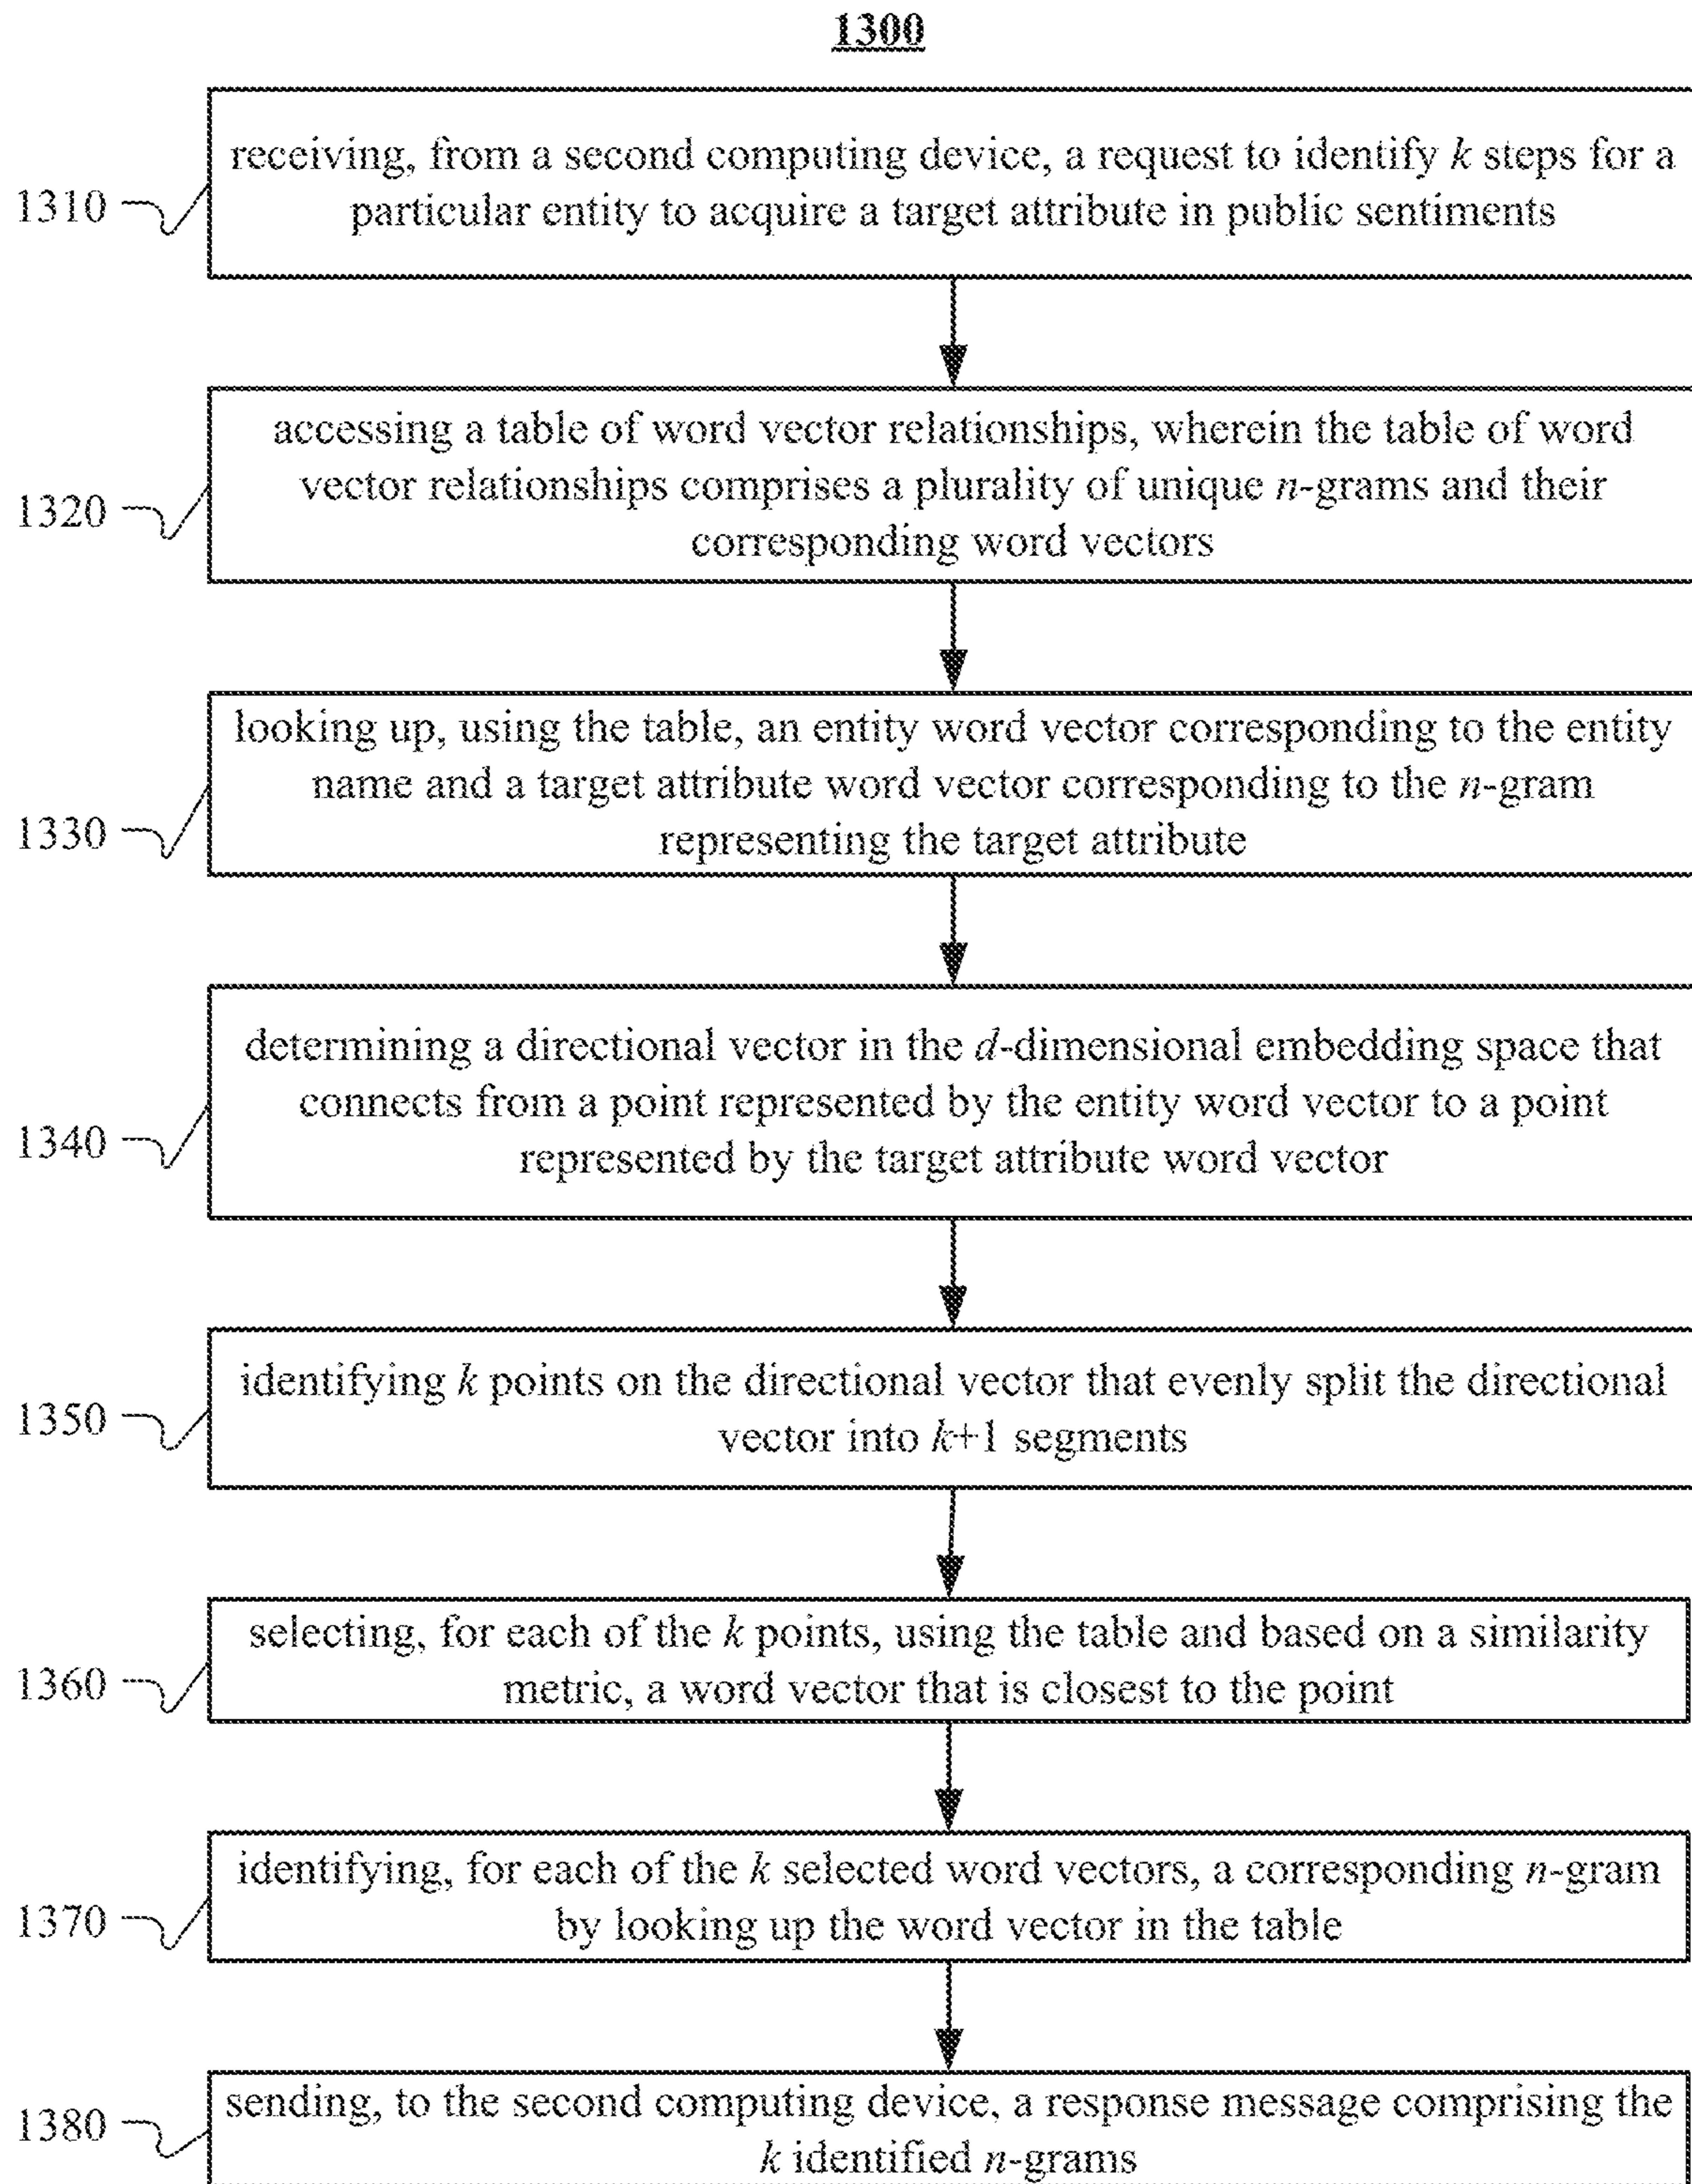 1300
receiving, from a second computing device, a request to identify k steps for a
particular entity to acquire a target attribute in public sentiments
1310
accessing a table of word vector relationships, wherein the table of word
vector relationships comprises a plurality of unique n-grams and their
corresponding word vectors
1320
looking up, using the table, an entity word vector corresponding to the entity
name and a target attribute word vector corresponding to the n-gram
representing the target attribute
1330
determining a directional vector in the d-dimensional embedding space that
connects from a point represented by the entity word vector to a point
represented by the target attribute word vector
1340
identifying k points on the directional vector that evenly split the directional
vector into k+1 segments
1350
selecting, for each of the k points, using the table and based on a similarity
metric, a word vector that is closest to the point
1360
identifying, for each of the k selected word vectors, a corresponding n-gram
by looking up the word vector in the table
1370
sending, to the second computing device, a response message comprising the
k identified n-grams
1380